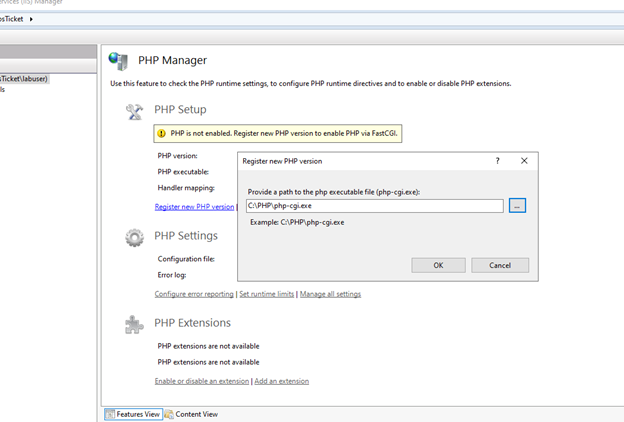 (IIS) Manager
osTicket
Ticket\labuser)
ls
PHP Manager
Use this feature to check the PHP runtime settings, to configure PHP runtime directives and to enable or disable PHP extensions.
PHP Setup
PHP is not enabled. Register new PHP version to enable PHP via FastCGI.
PHP version:
PHP executable:
Handler mapping:
Register new PHP version |
Register new PHP version
? ✕
Provide a path to the php executable file (php-cgi.exe):
C:\PHP\php-cgi.exe
...
Example: C:\PHP\php-cgi.exe
OK Cancel
PHP Settings
Configuration file:
Error log:
Configure error reporting | Set runtime limits | Manage all settings
PHP Extensions
PHP extensions are not available
PHP extensions are not available
Enable or disable an extension | Add an extension
Features View Content View